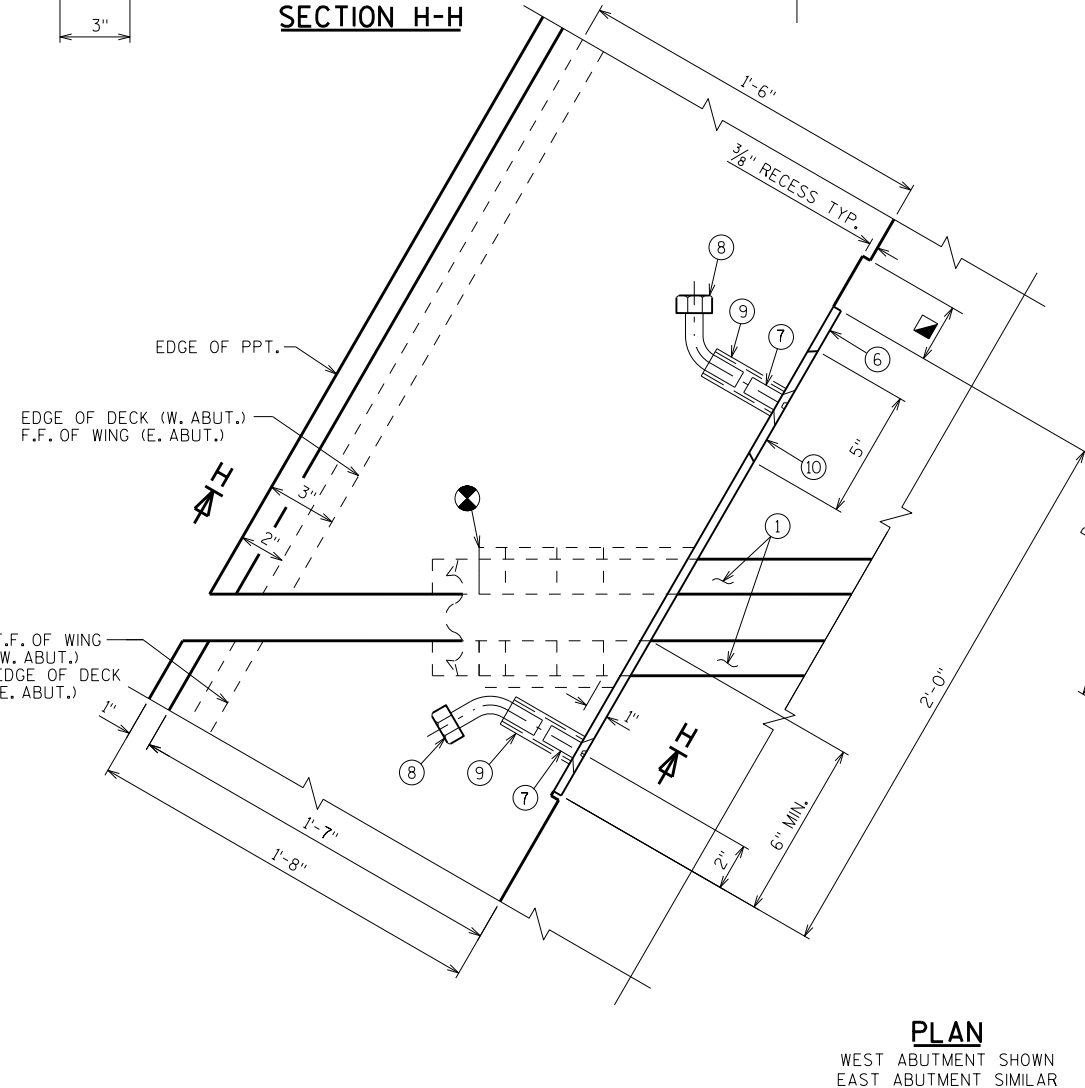 SECTION H-H
3"
1'-6"
3/8" RECESS TYP.
8
9
7
6
EDGE OF PPT.
EDGE OF DECK (W. ABUT.)
F.F. OF WING (E. ABUT.)
H
3"
2"
5"
10
1
F.F. OF WING
W. ABUT.)
EDGE OF DECK
E. ABUT.)
1"
1"
H
2'-0"
8
9
7
6" MIN.
2"
1'-7"
1'-8"
PLAN
WEST ABUTMENT SHOWN
EAST ABUTMENT SIMILAR